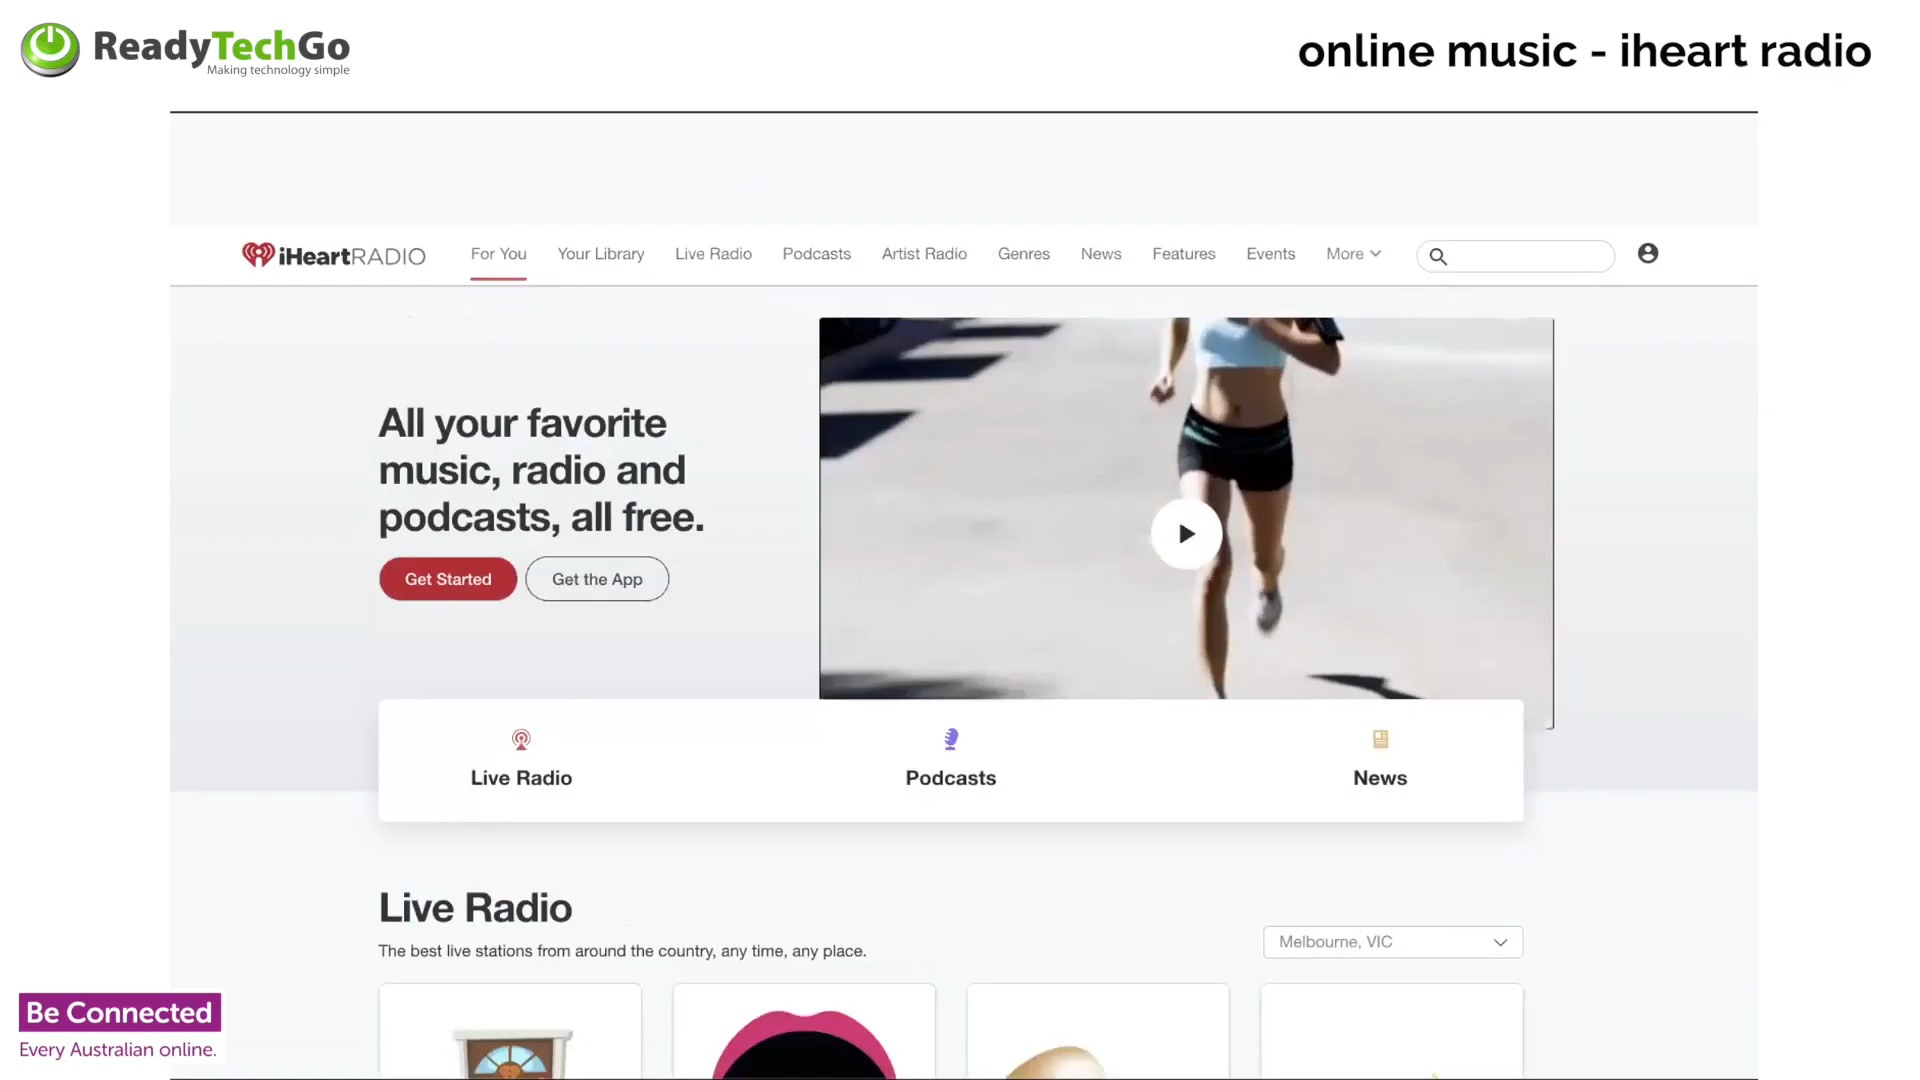 ReadyTechGo
Making technology simple
online music - iheart radio
iHeartRADIO
For You
Your Library
Live Radio
Podcasts
Artist Radio
Genres
News
Features
Events
More
All your favorite
music, radio and
podcasts, all free.
Get Started
Get the App
Live Radio
Podcasts
News
Live Radio
The best live stations from around the country, any time, any place.
Melbourne, VIC
Be Connected
Every Australian online.